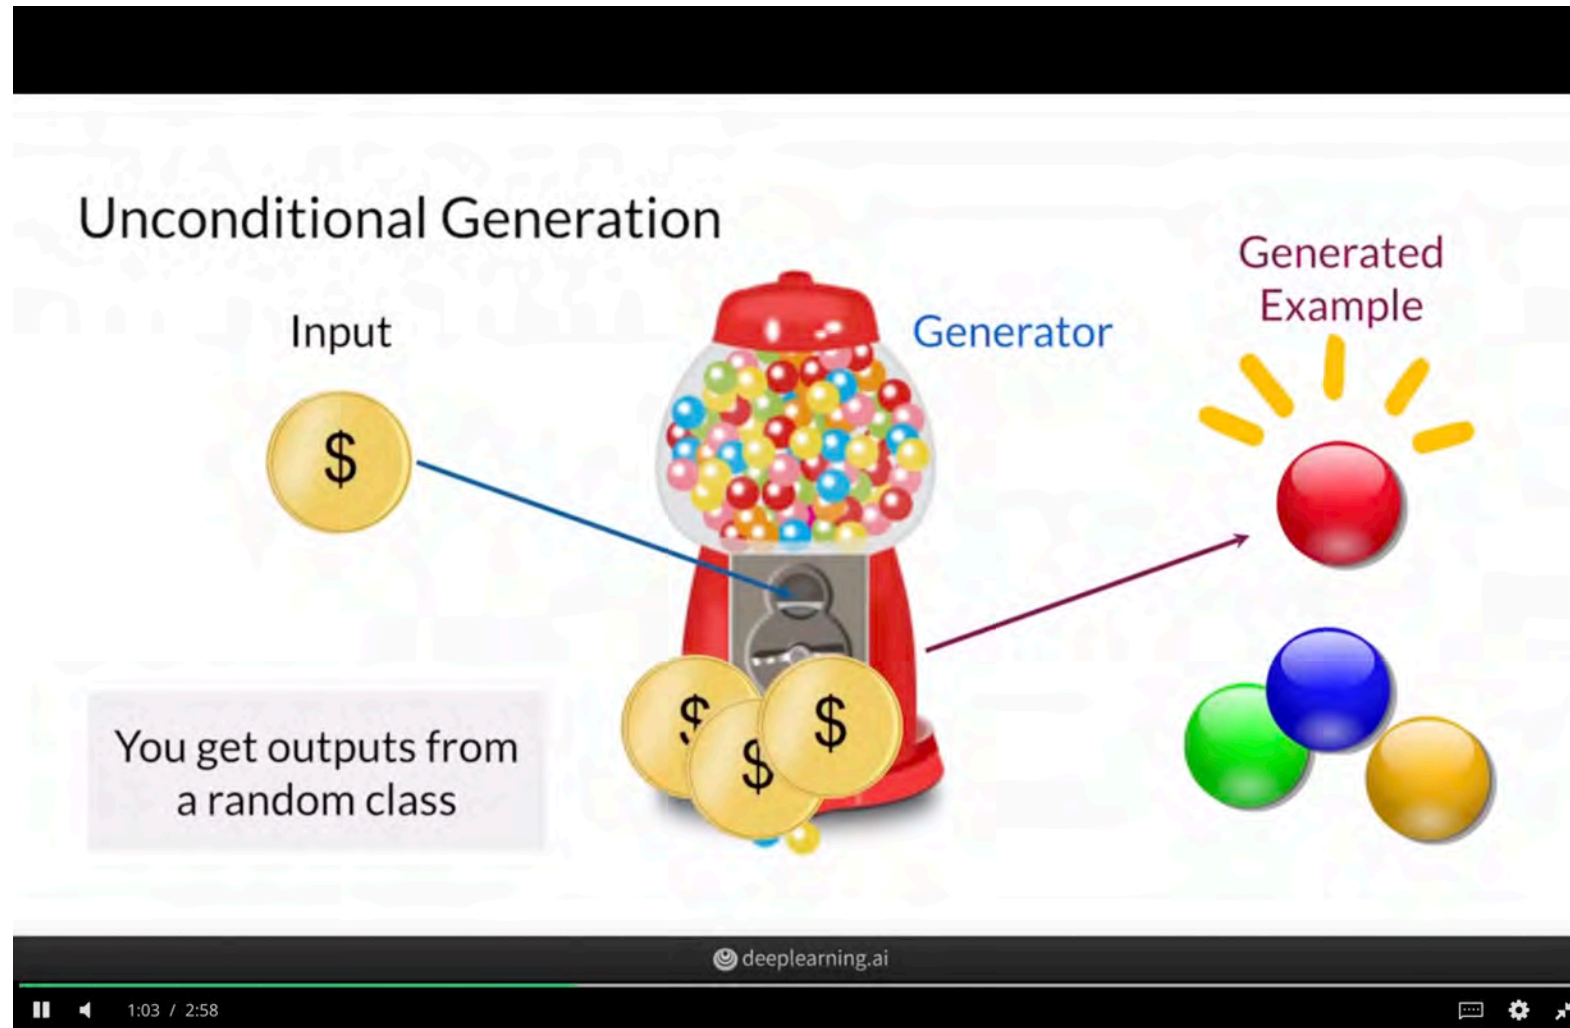 Unconditional Generation
Input
$
Generator
Generated
Example
$
$
$
You get outputs from
a random class
deeplearning.ai
1:03 / 2:58